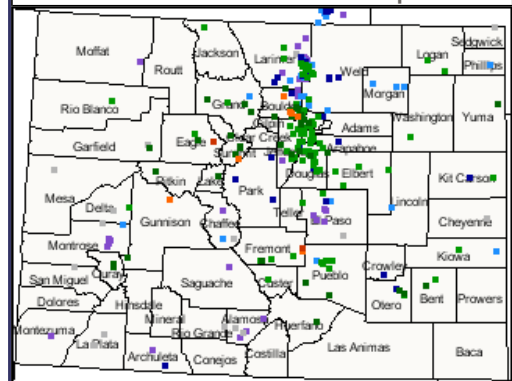 Moffat
Routt
Jackson
Larimer
Weld
Logan
Sedgwick
Phillips
Morgan
Washington
Yuma
Rio Blanco
Grand
Boulder
Gilpin
Adams
Garfield
Eagle
Clear Creek
Summit
Arapahoe
Douglas
Elbert
Kit Carson
Pitkin
Lake
Park
Mesa
Delta
Gunnison
Chaffee
Teller
El Paso
Lincoln
Cheyenne
Montrose
Fremont
Kiowa
Crowley
Pueblo
San Miguel
Ouray
Saguache
Custer
Otero
Bent
Prowers
Dolores
Hinsdale
Mineral
Alamosa
Rio Grande
Huerfano
Montezuma
La Plata
Archuleta
Conejos
Costilla
Las Animas
Baca